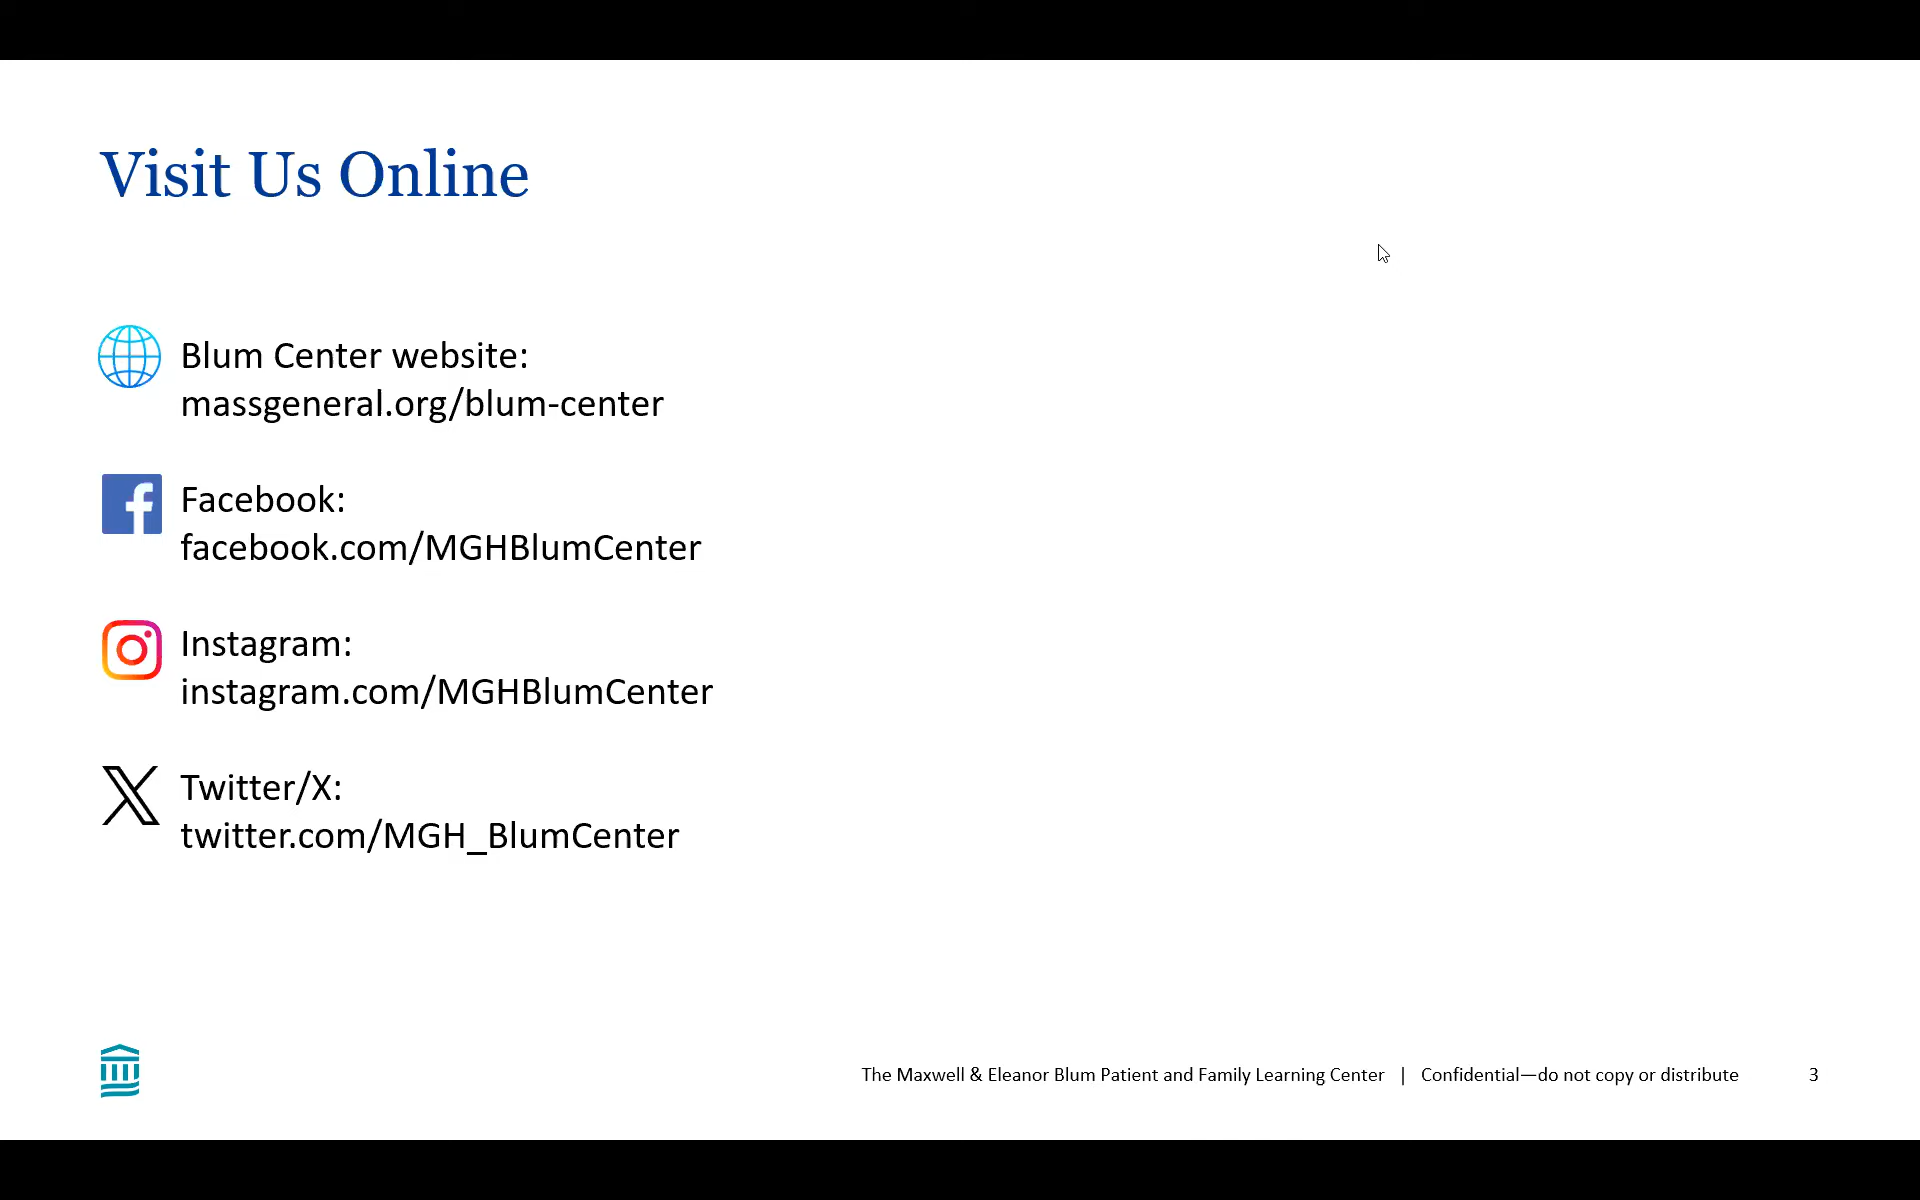 Visit Us Online
Blum Center website:
massgeneral.org/blum-center
Facebook:
facebook.com/MGHBlumCenter
Instagram:
instagram.com/MGHBlumCenter
Twitter/X:
twitter.com/MGH_BlumCenter
The Maxwell & Eleanor Blum Patient and Family Learning Center | Confidential—do not copy or distribute 3